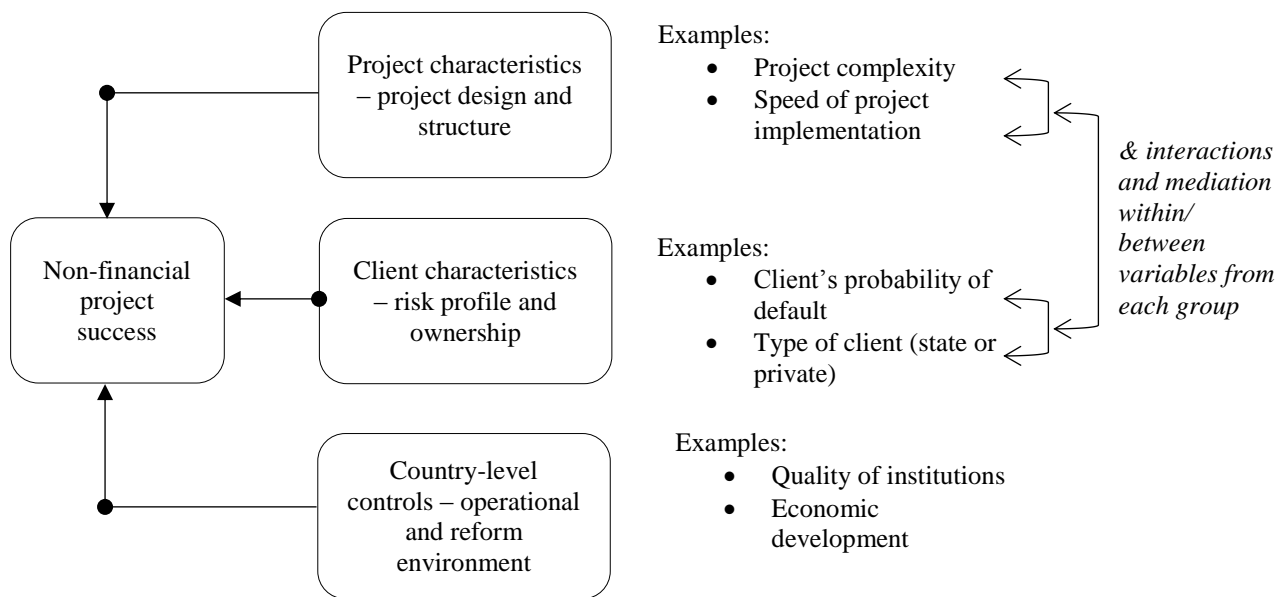 Project characteristics
– project design and
structure
Examples:
• Project complexity
• Speed of project
implementation
& interactions
and mediation
within/
between
variables from
each group
Non-financial
project
success
Client characteristics
– risk profile and
ownership
Examples:
• Client’s probability of
default
• Type of client (state or
private)
Country-level
controls – operational
and reform
environment
Examples:
• Quality of institutions
• Economic
development